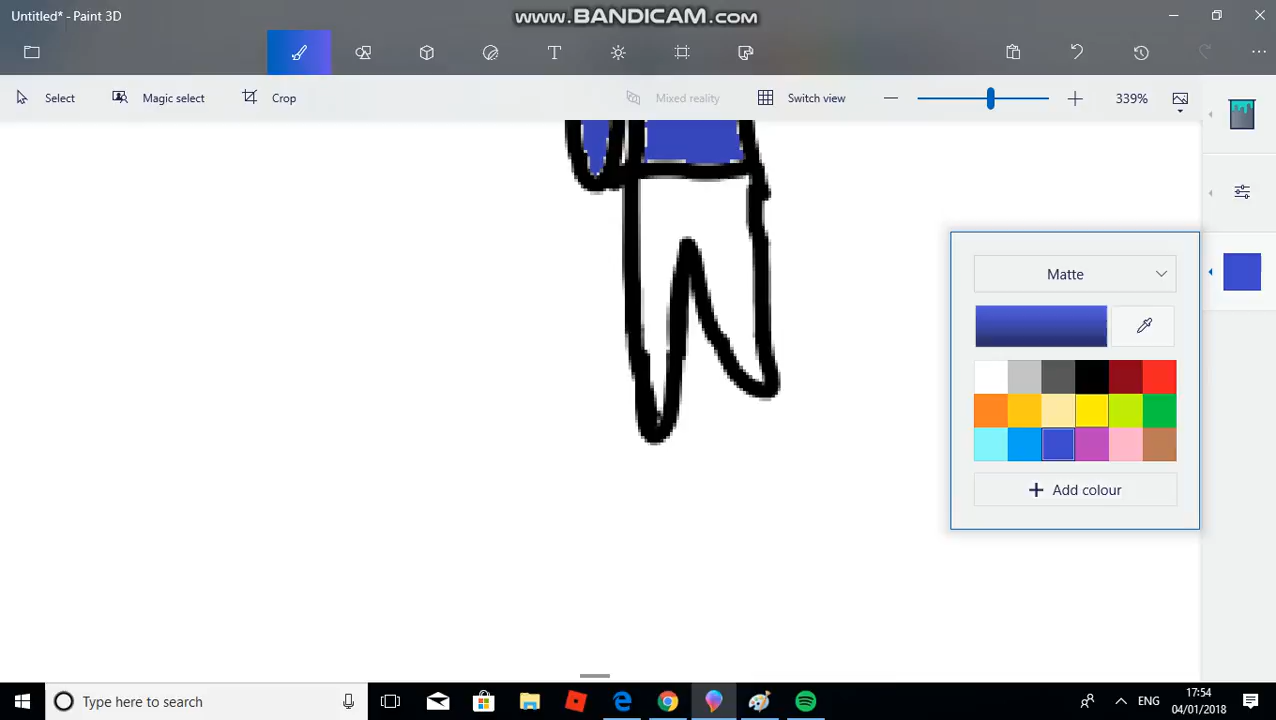 Untitled* - Paint 3D
www.BANDICAM.com
Select
Magic select
Crop
Mixed reality
Switch view
339%
Matte
Add colour
Type here to search
ENG
17:54
04/01/2018